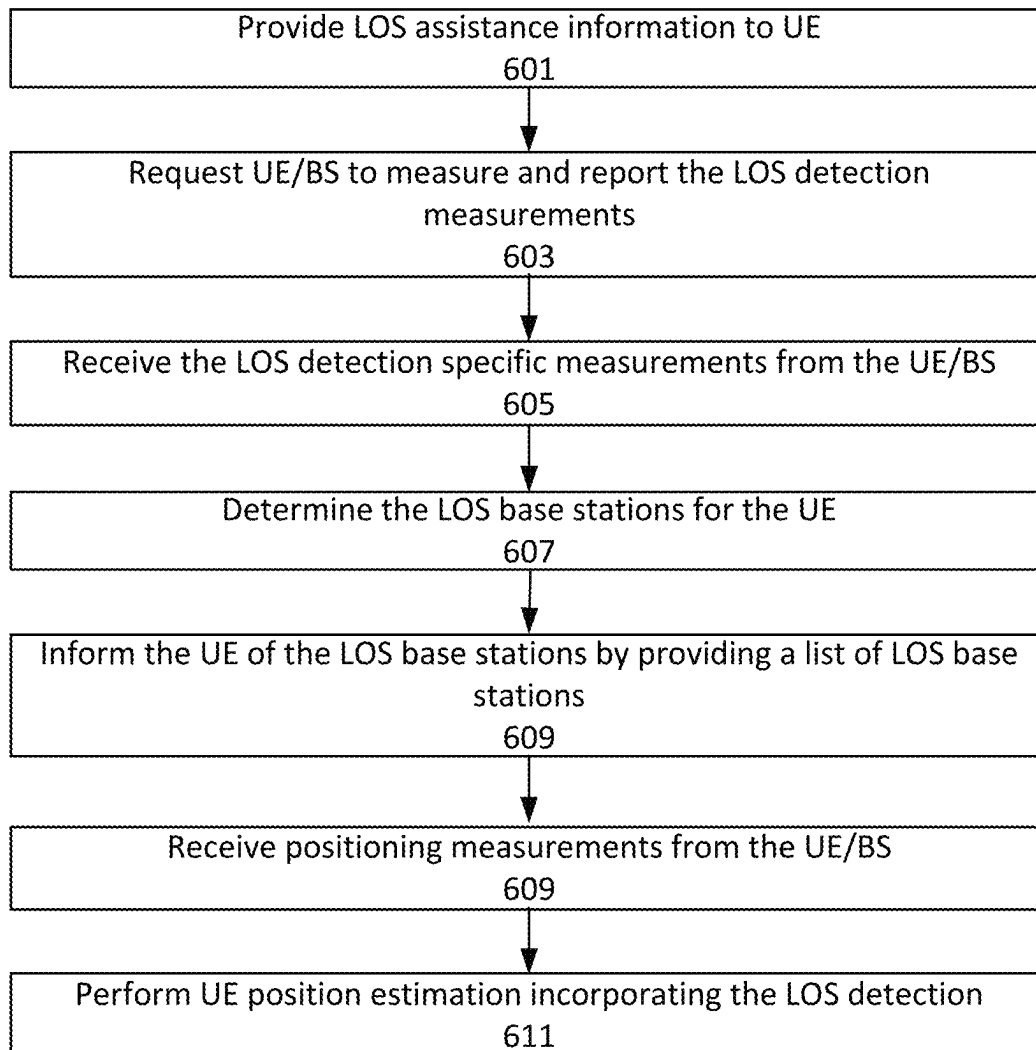 Provide LOS assistance information to UE
601
Request UE/BS to measure and report the LOS detection
measurements
603
Receive the LOS detection specific measurements from the UE/BS
605
Determine the LOS base stations for the UE
607
Inform the UE of the LOS base stations by providing a list of LOS base
stations
609
Receive positioning measurements from the UE/BS
609
Perform UE position estimation incorporating the LOS detection
611